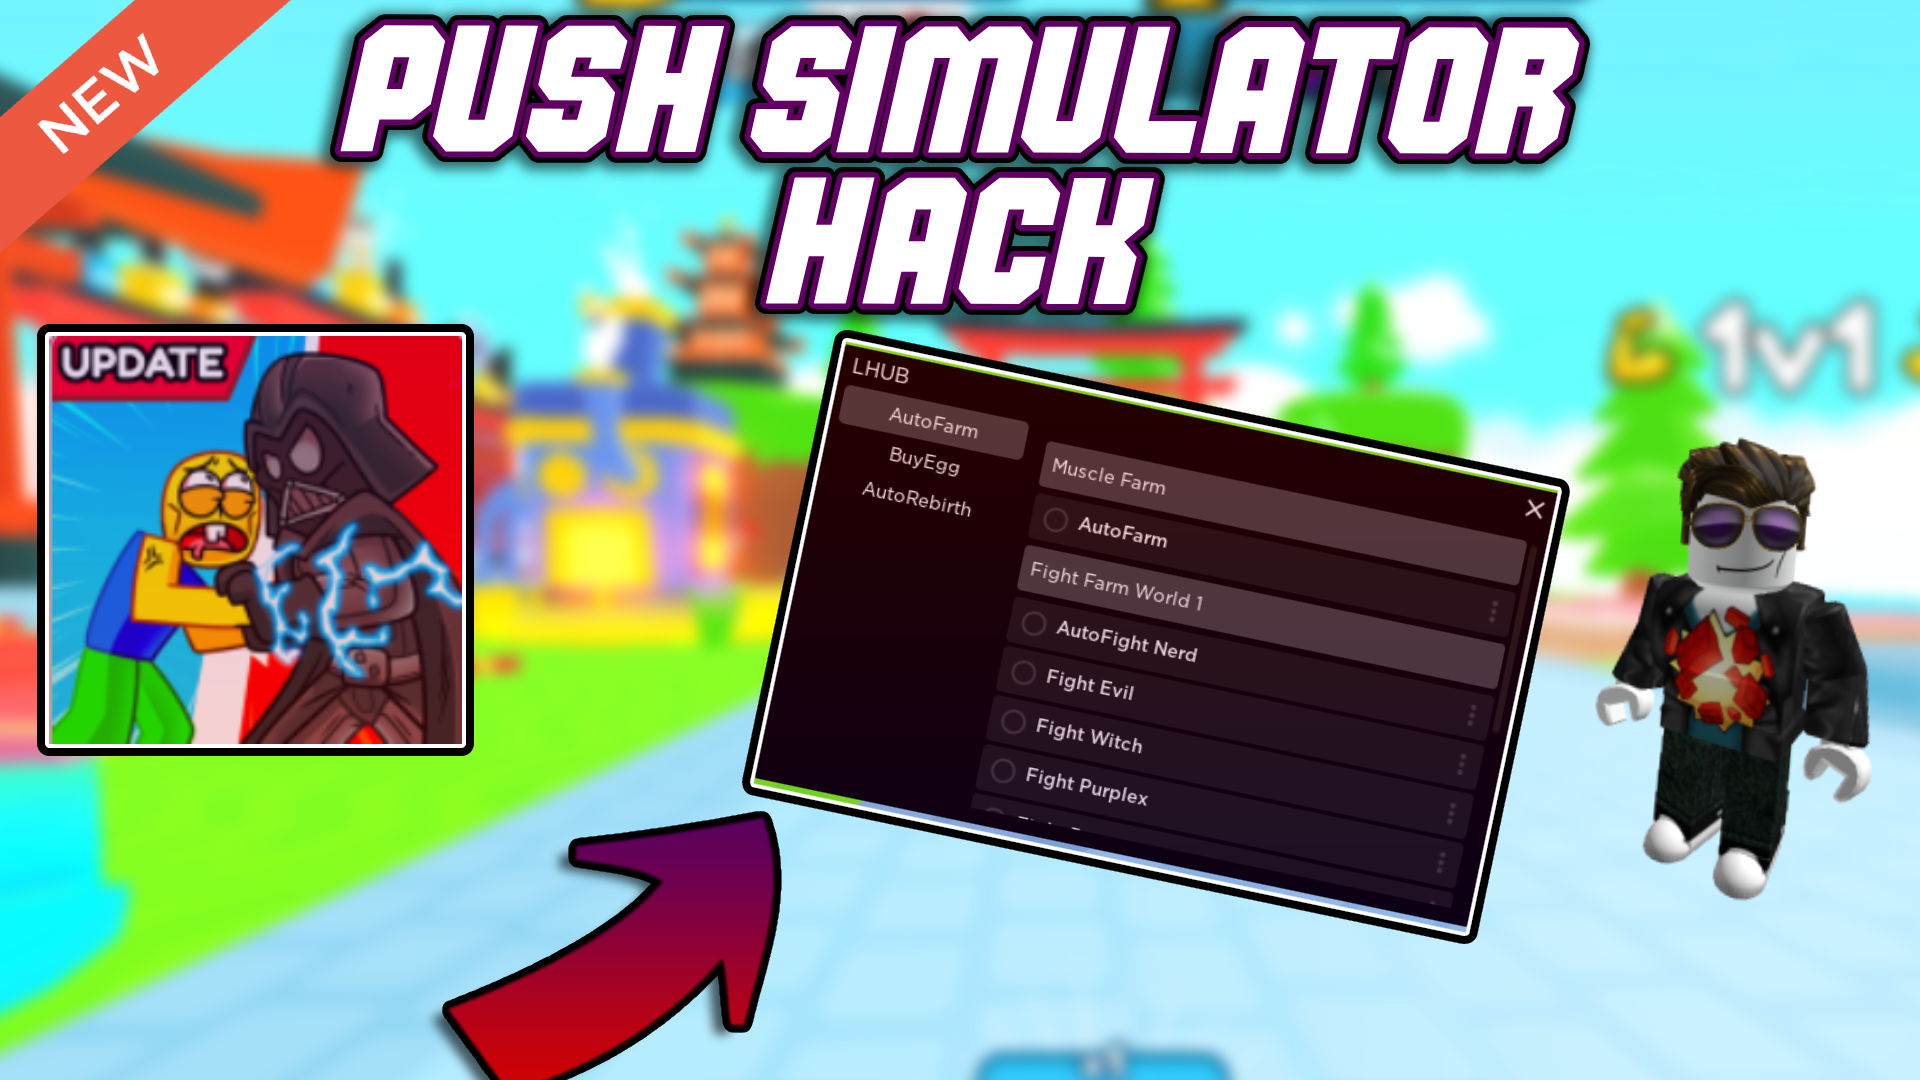 NEW
PUSH SIMULATOR
HACK
UPDATE
1v1
LHUB
AutoFarm
BuyEgg
AutoRebirth
Muscle Farm
AutoFarm
Fight Farm World 1
AutoFight Nerd
Fight Evil
Fight Witch
Fight Purplex